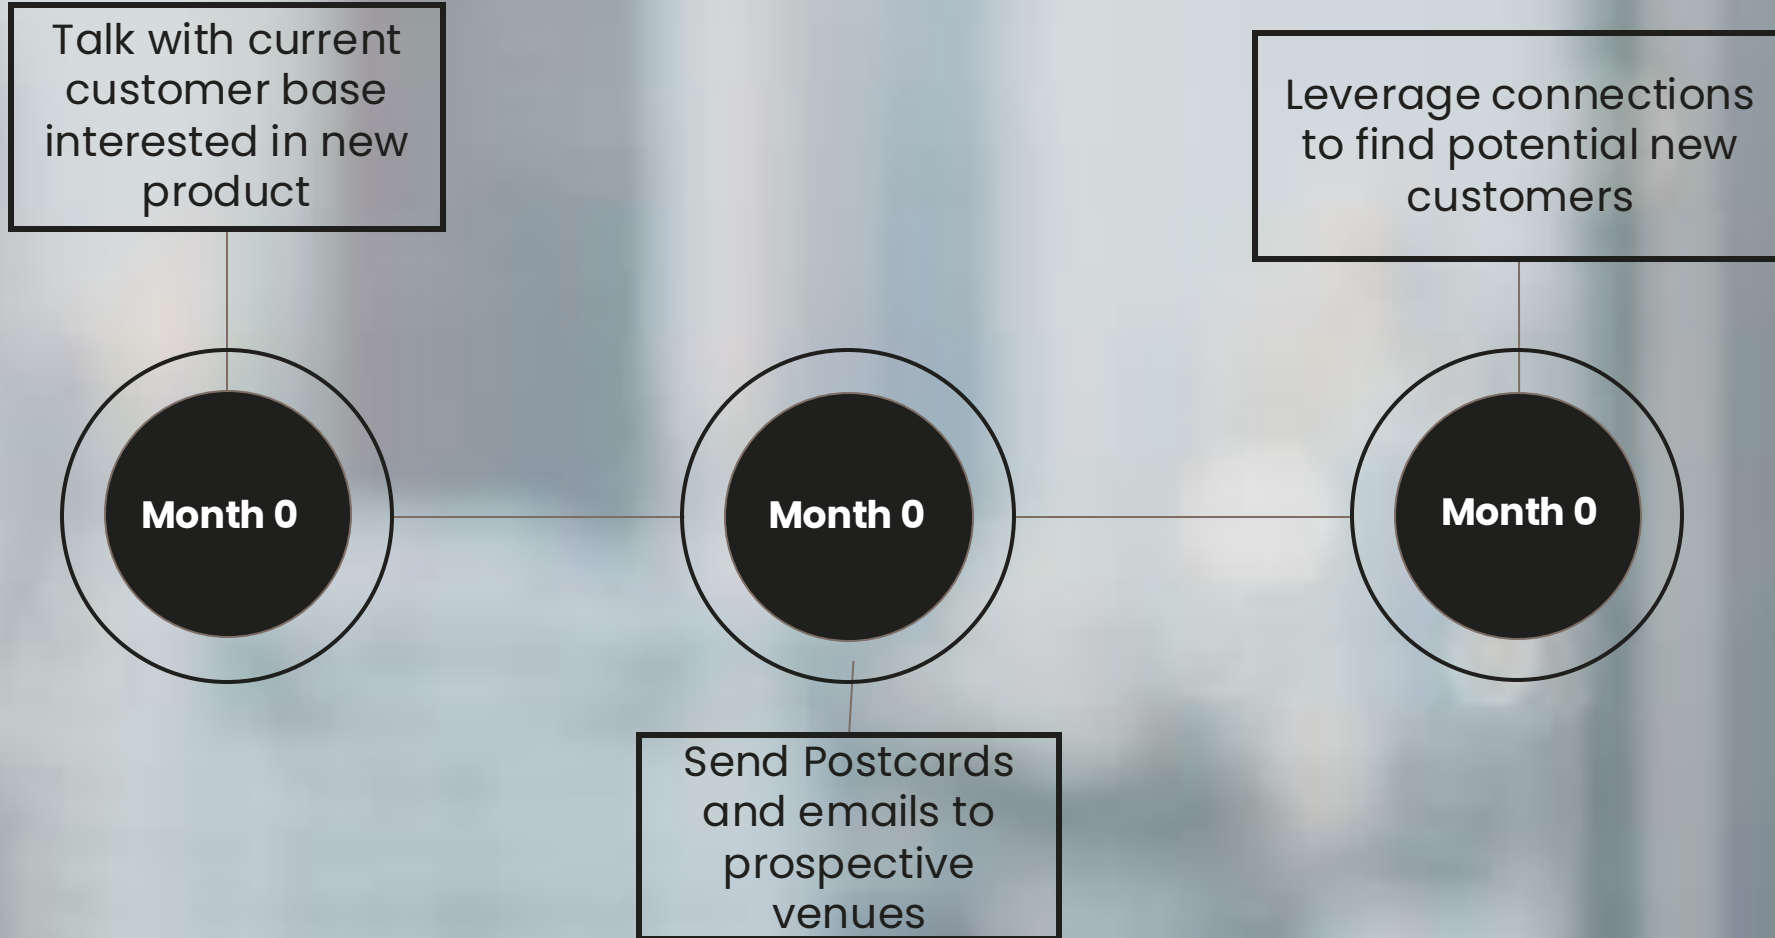 Talk with current
customer base
interested in new
product
Leverage connections
to find potential new
customers
Month 0
Month 0
Month 0
Send Postcards
and emails to
prospective
venues